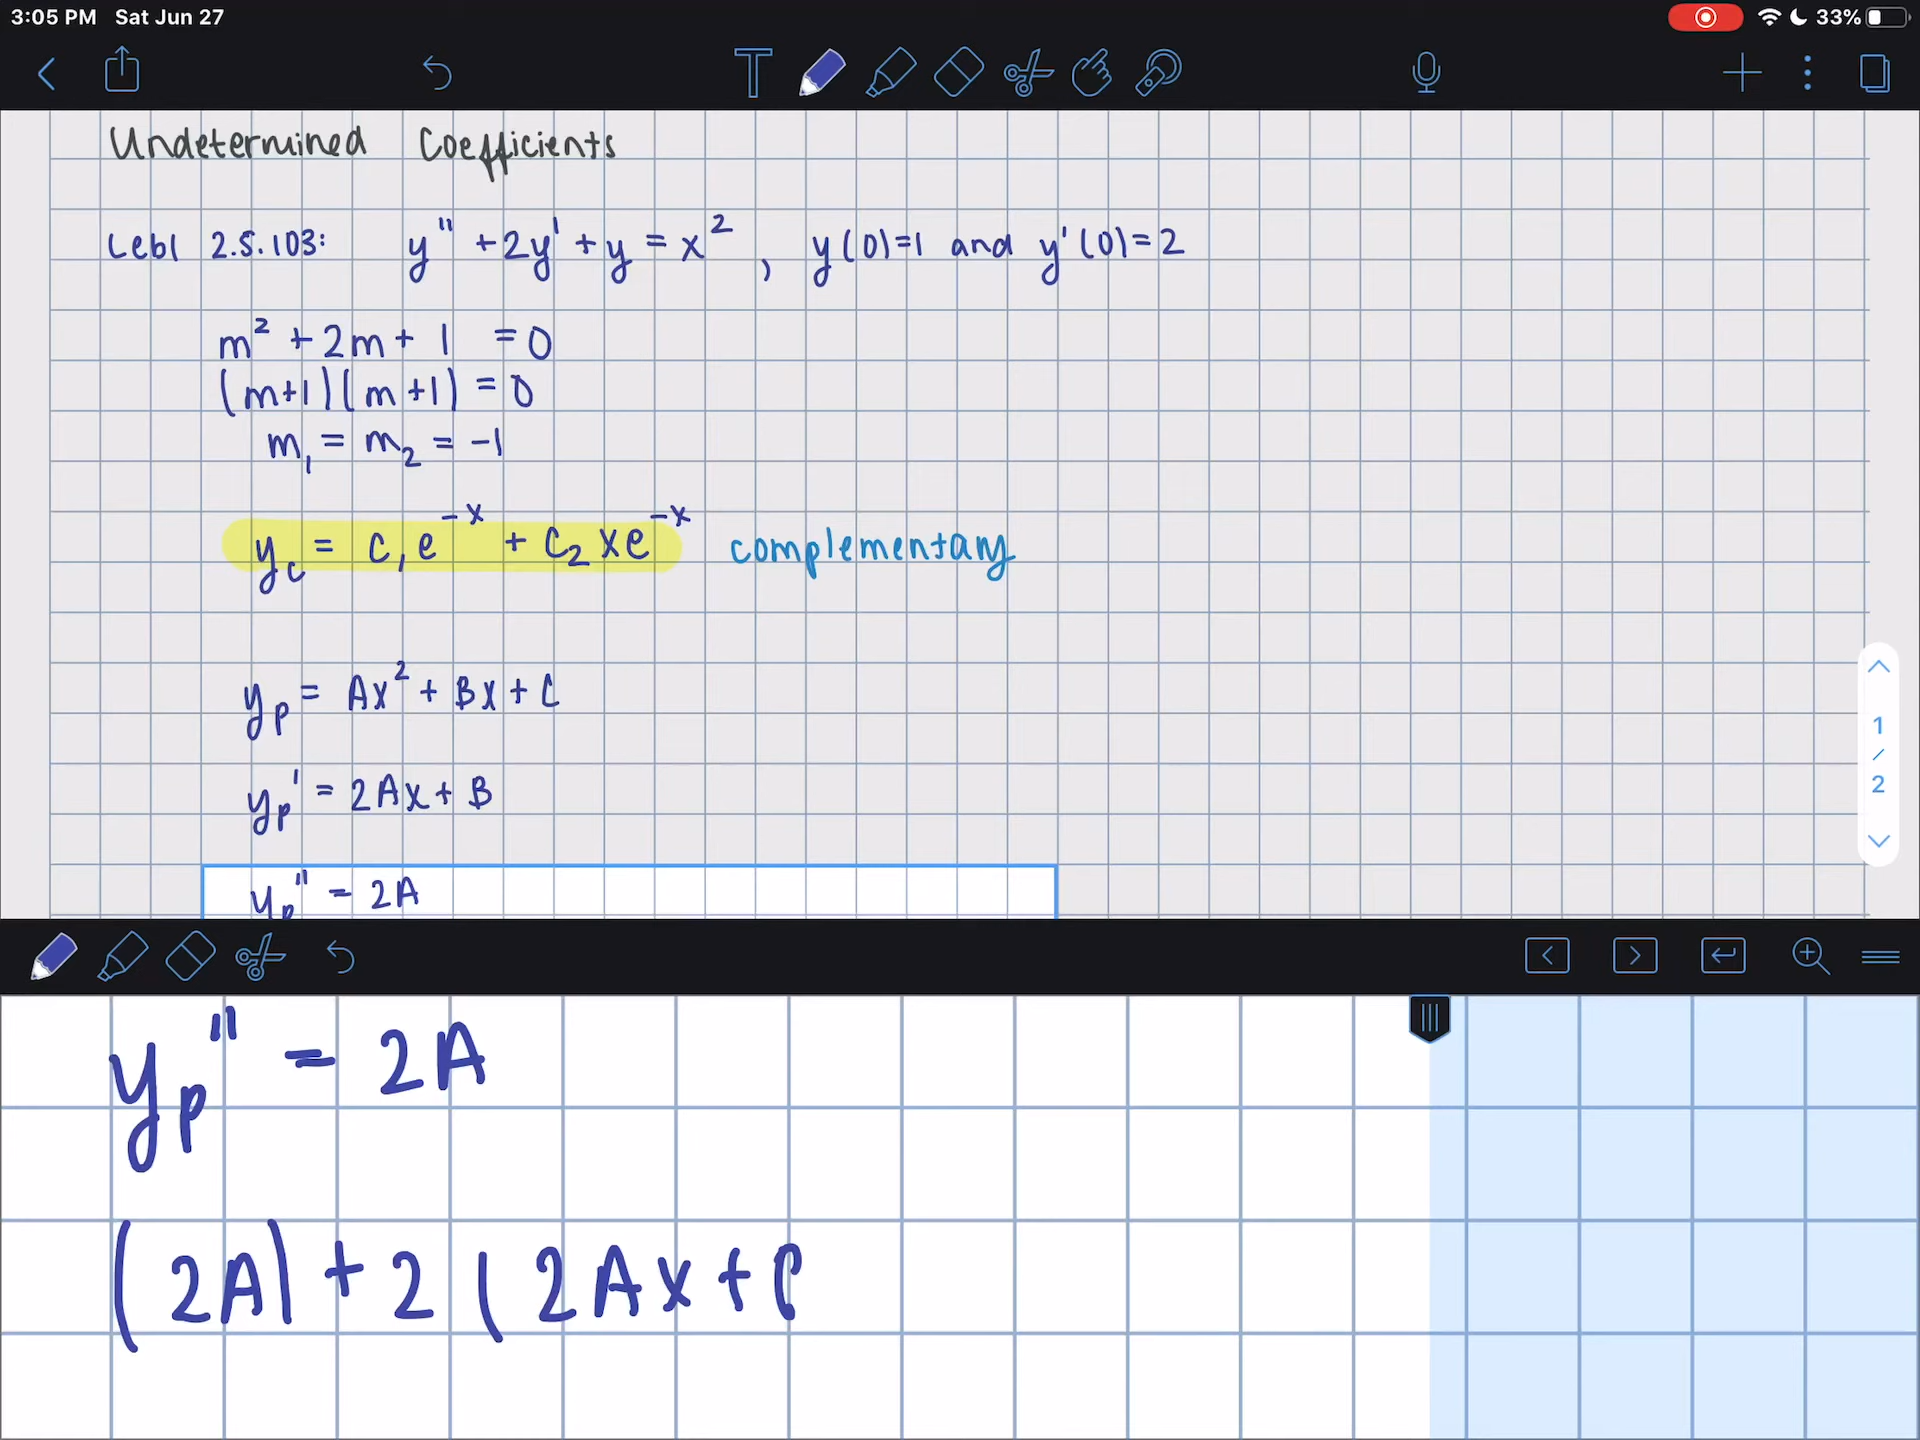 3:05 PM Sat Jun 27
33%
Undetermined Coefficients
Lebl 2.5.103: y'' + 2y' + y = x² , y(0)=1 and y'(0)=2
m² + 2m + 1 = 0
(m+1)(m+1) = 0
m₁ = m₂ = -1
y_c = c₁e^{-x} + c₂xe^{-x} complementary
y_p = Ax² + Bx + C
y_p' = 2Ax + B
y_p'' = 2A
1
/
2
y_p'' = 2A
(2A) + 2(2Ax +